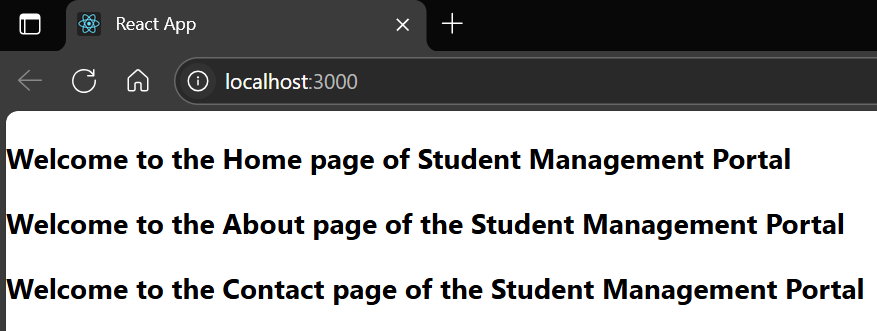 React App
localhost:3000
Welcome to the Home page of Student Management Portal
Welcome to the About page of the Student Management Portal
Welcome to the Contact page of the Student Management Portal